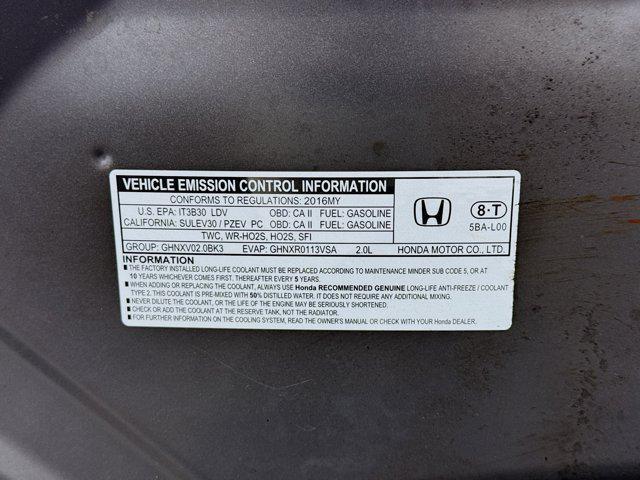 VEHICLE EMISSION CONTROL INFORMATION
CONFORMS TO REGULATIONS: 2016MY
U.S. EPA: IT3B30 LDV OBD: CA II FUEL: GASOLINE
CALIFORNIA: SULEV30 / PZEV PC OBD: CA II FUEL: GASOLINE
TWC, WR-HO2S, HO2S, SFI
GROUP: GHNXV02.0BK3 EVAP: GHNXR0113VSA 2.0L
8-T
5BA-L00
HONDA MOTOR CO., LTD.
INFORMATION
■ THE FACTORY INSTALLED LONG-LIFE COOLANT MUST BE REPLACED ACCORDING TO MAINTENANCE MINDER SUB CODE 5, OR AT
10 YEARS WHICHEVER COMES FIRST, THEREAFTER EVERY 5 YEARS.
■ WHEN ADDING OR REPLACING THE COOLANT, ALWAYS USE Honda RECOMMENDED GENUINE LONG-LIFE ANTI-FREEZE / COOLANT
TYPE 2. THIS COOLANT IS PRE-MIXED WITH 50% DISTILLED WATER. IT DOES NOT REQUIRE ANY ADDITIONAL MIXING.
■ NEVER DILUTE THE COOLANT, OR THE LIFE OF THE ENGINE MAY BE SEVERELY SHORTENED.
■ CHECK OR ADD THE COOLANT AT THE RESERVE TANK, NOT THE RADIATOR.
■ FOR FURTHER INFORMATION ON THE COOLING SYSTEM, READ THE OWNER'S MANUAL OR CHECK WITH YOUR Honda DEALER.